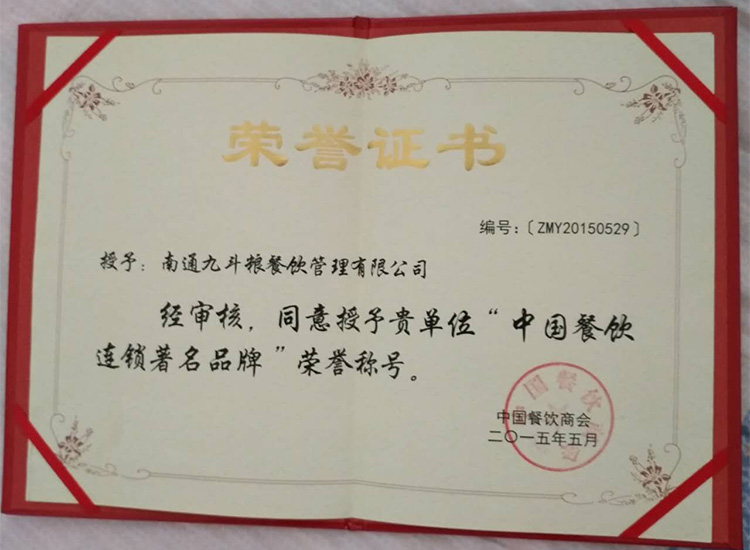 荣誉证书
编号：〔ZMY20150529〕
授予：南通九斗粮餐饮管理有限公司
经审核，同意授予贵单位“中国餐饮
连锁著名品牌”荣誉称号。
中国餐饮商会
二〇一五年五月